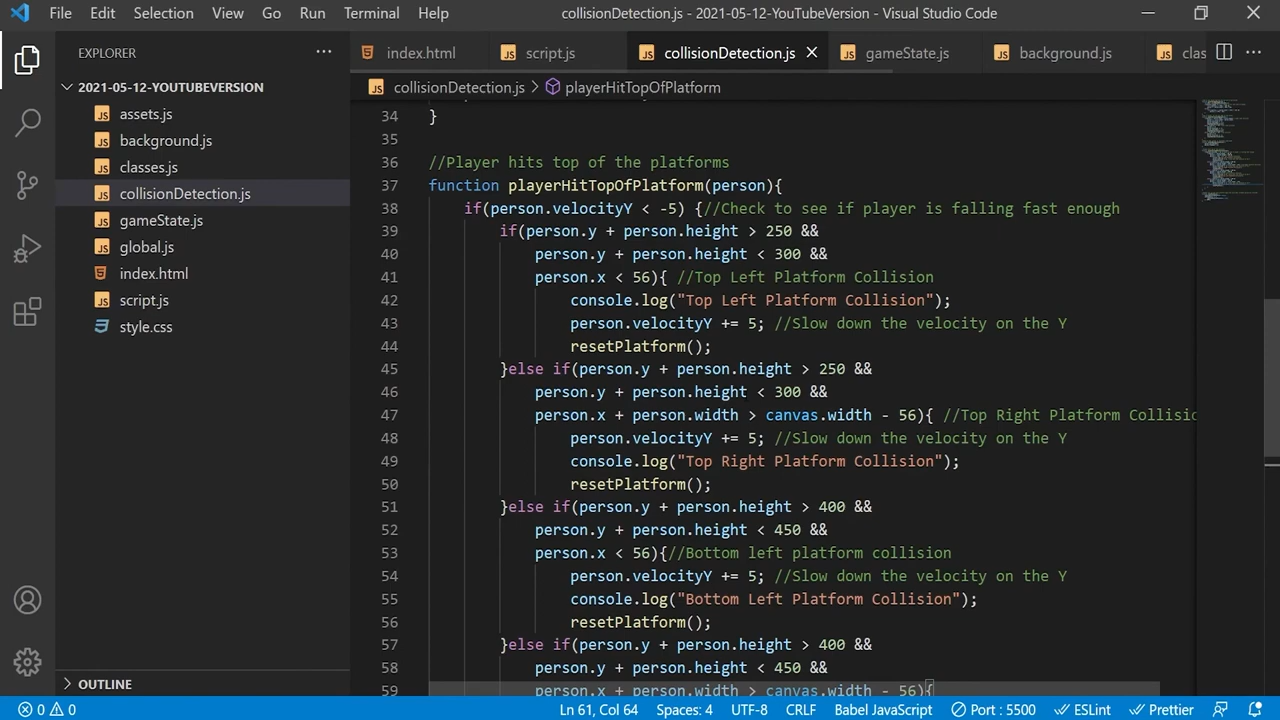 File Edit Selection View Go Run Terminal Help collisionDetection.js - 2021-05-12-YouTubeVersion - Visual Studio Code
EXPLORER ···
index.html script.js collisionDetection.js × gameState.js background.js clas ···
2021-05-12-YOUTUBEVERSION
collisionDetection.js > playerHitTopOfPlatform
assets.js
background.js
classes.js
collisionDetection.js
gameState.js
global.js
index.html
script.js
style.css
OUTLINE
34 }
35
36 //Player hits top of the platforms
37 function playerHitTopOfPlatform(person){
38 if(person.velocityY < -5) {//Check to see if player is falling fast enough
39 if(person.y + person.height > 250 &&
40 person.y + person.height < 300 &&
41 person.x < 56){ //Top Left Platform Collision
42 console.log("Top Left Platform Collision");
43 person.velocityY += 5; //Slow down the velocity on the Y
44 resetPlatform();
45 }else if(person.y + person.height > 250 &&
46 person.y + person.height < 300 &&
47 person.x + person.width > canvas.width - 56){ //Top Right Platform Collisio
48 person.velocityY += 5; //Slow down the velocity on the Y
49 console.log("Top Right Platform Collision");
50 resetPlatform();
51 }else if(person.y + person.height > 400 &&
52 person.y + person.height < 450 &&
53 person.x < 56){//Bottom left platform collision
54 person.velocityY += 5; //Slow down the velocity on the Y
55 console.log("Bottom Left Platform Collision");
56 resetPlatform();
57 }else if(person.y + person.height > 400 &&
58 person.y + person.height < 450 &&
59 person.x + person.width > canvas.width - 56){
0 0 Ln 61, Col 64 Spaces: 4 UTF-8 CRLF Babel JavaScript Port : 5500 ESLint Prettier